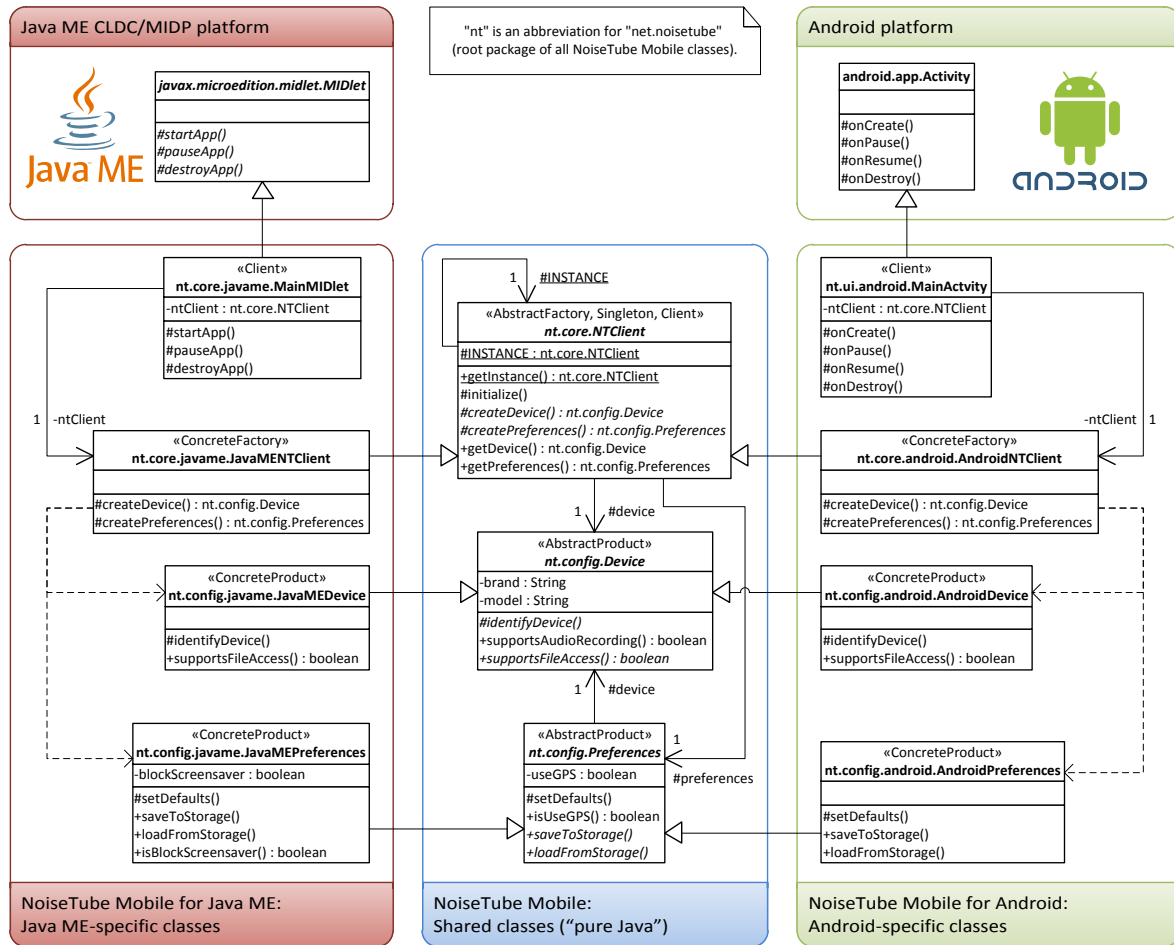 Java ME CLDC/MIDP platform
javax.microedition.midlet.MIDlet
#startApp()
#pauseApp()
#destroyApp()
Java ME
"nt" is an abbreviation for "net.noisetube"
(root package of all NoiseTube Mobile classes).
Android platform
android.app.Activity
#onCreate()
#onPause()
#onResume()
#onDestroy()
android
«Client»
nt.core.javame.MainMIDlet
-ntClient : nt.core.NTClient
#startApp()
#pauseApp()
#destroyApp()
1
-ntClient
«ConcreteFactory»
nt.core.javame.JavaMENTClient
#createDevice() : nt.config.Device
#createPreferences() : nt.config.Preferences
«ConcreteProduct»
nt.config.javame.JavaMEDevice
#identifyDevice()
+supportsFileAccess() : boolean
«ConcreteProduct»
nt.config.javame.JavaMEPreferences
-blockScreensaver : boolean
#setDefaults()
+saveToStorage()
+loadFromStorage()
+isBlockScreensaver() : boolean
NoiseTube Mobile for Java ME:
Java ME-specific classes
1
#INSTANCE
«AbstractFactory, Singleton, Client»
nt.core.NTClient
#INSTANCE : nt.core.NTClient
+getInstance() : nt.core.NTClient
#initialize()
#createDevice() : nt.config.Device
#createPreferences() : nt.config.Preferences
+getDevice() : nt.config.Device
+getPreferences() : nt.config.Preferences
1
#device
«AbstractProduct»
nt.config.Device
-brand : String
-model : String
#identifyDevice()
+supportsAudioRecording() : boolean
+supportsFileAccess() : boolean
1
#device
«AbstractProduct»
nt.config.Preferences
-useGPS : boolean
#setDefaults()
+isUseGPS() : boolean
+saveToStorage()
+loadFromStorage()
1
#preferences
NoiseTube Mobile:
Shared classes (“pure Java”)
«Client»
nt.ui.android.MainActvity
-ntClient : nt.core.NTClient
#onCreate()
#onPause()
#onResume()
#onDestroy()
-ntClient
1
«ConcreteFactory»
nt.core.android.AndroidNTClient
#createDevice() : nt.config.Device
#createPreferences() : nt.config.Preferences
«ConcreteProduct»
nt.config.android.AndroidDevice
#identifyDevice()
+supportsFileAccess() : boolean
«ConcreteProduct»
nt.config.android.AndroidPreferences
#setDefaults()
+saveToStorage()
+loadFromStorage()
NoiseTube Mobile for Android:
Android-specific classes